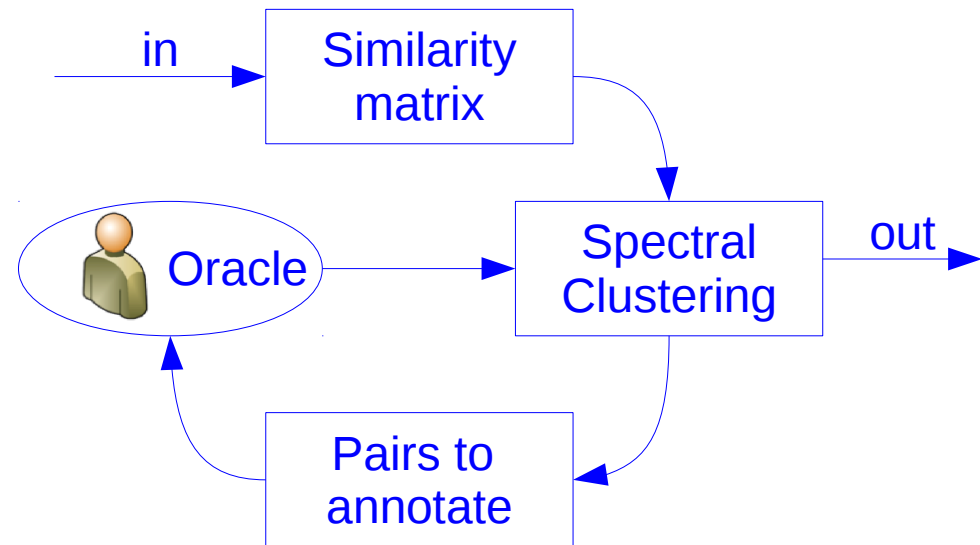 in
Similarity
matrix
Oracle
Spectral
Clustering
out
Pairs to
annotate